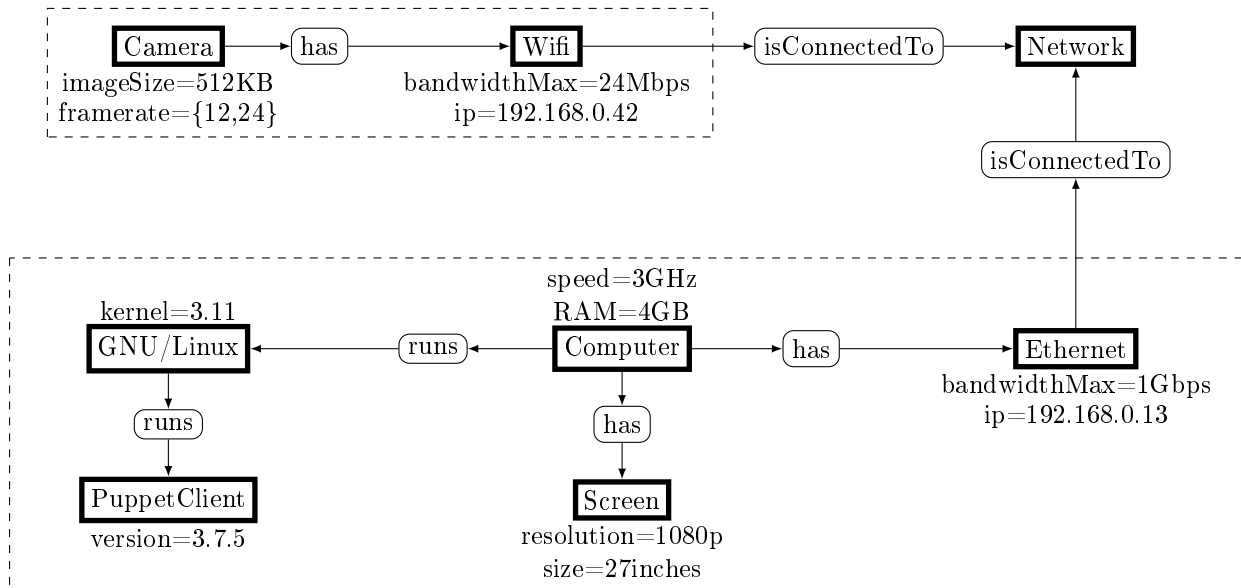 Camera
has
Wifi
isConnectedTo
Network
imageSize=512KB
framerate={12,24}
bandwidthMax=24Mbps
ip=192.168.0.42
isConnectedTo
speed=3GHz
RAM=4GB
kernel=3.11
GNU/Linux
runs
Computer
has
Ethernet
bandwidthMax=1Gbps
ip=192.168.0.13
runs
has
PuppetClient
version=3.7.5
Screen
resolution=1080p
size=27inches